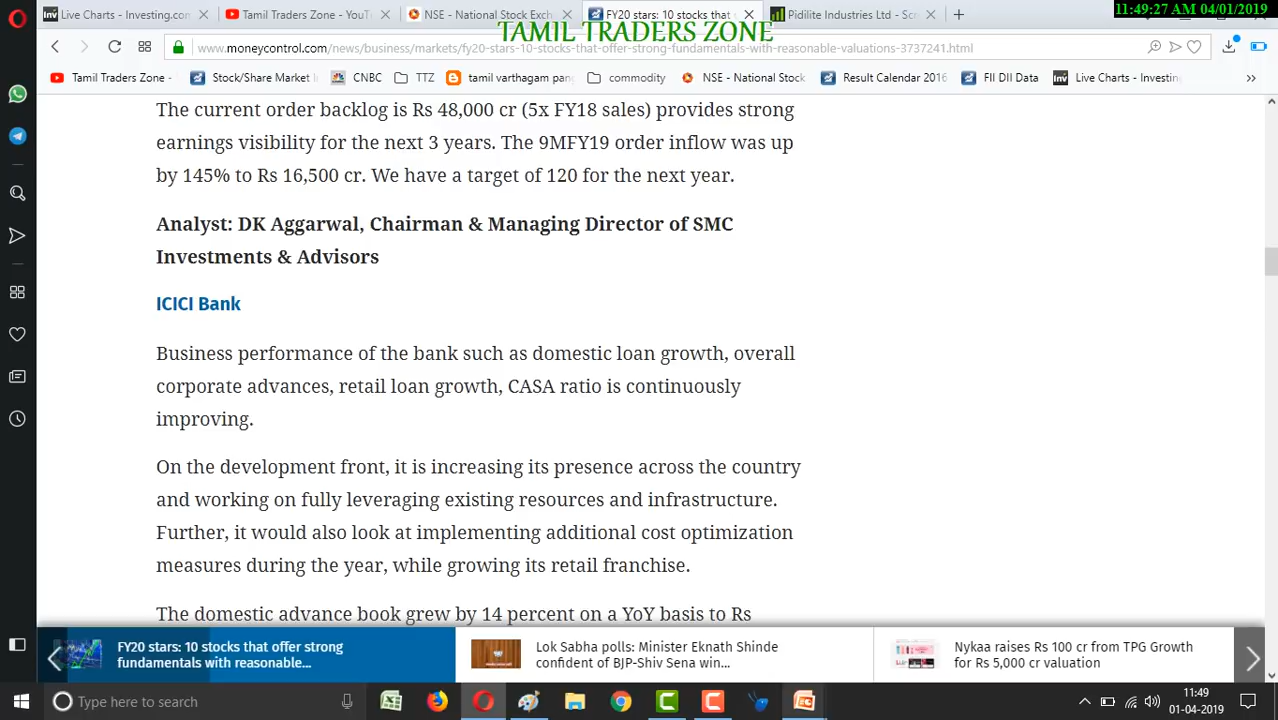 Live Charts - Investing.con
Tamil Traders Zone - YouT
NSE - National Stock Exch
FY20 stars: 10 stocks that
Pidilite Industries Ltd - Scr
11:49:27 AM 04/01/2019
TAMIL TRADERS ZONE
www.moneycontrol.com/news/business/markets/fy20-stars-10-stocks-that-offer-strong-fundamentals-with-reasonable-valuations-3737241.html
Tamil Traders Zone -
Stock/Share Market I
CNBC
TTZ
tamil varthagam pan
commodity
NSE - National Stock
Result Calendar 2016
FII DII Data
Live Charts - Investing
The current order backlog is Rs 48,000 cr (5x FY18 sales) provides strong
earnings visibility for the next 3 years. The 9MFY19 order inflow was up
by 145% to Rs 16,500 cr. We have a target of 120 for the next year.
Analyst: DK Aggarwal, Chairman & Managing Director of SMC
Investments & Advisors
ICICI Bank
Business performance of the bank such as domestic loan growth, overall
corporate advances, retail loan growth, CASA ratio is continuously
improving.
On the development front, it is increasing its presence across the country
and working on fully leveraging existing resources and infrastructure.
Further, it would also look at implementing additional cost optimization
measures during the year, while growing its retail franchise.
The domestic advance book grew by 14 percent on a YoY basis to Rs
FY20 stars: 10 stocks that offer strong
fundamentals with reasonable...
Lok Sabha polls: Minister Eknath Shinde
confident of BJP-Shiv Sena win...
Nykaa raises Rs 100 cr from TPG Growth
for Rs 5,000 cr valuation
Type here to search
11:49
01-04-2019